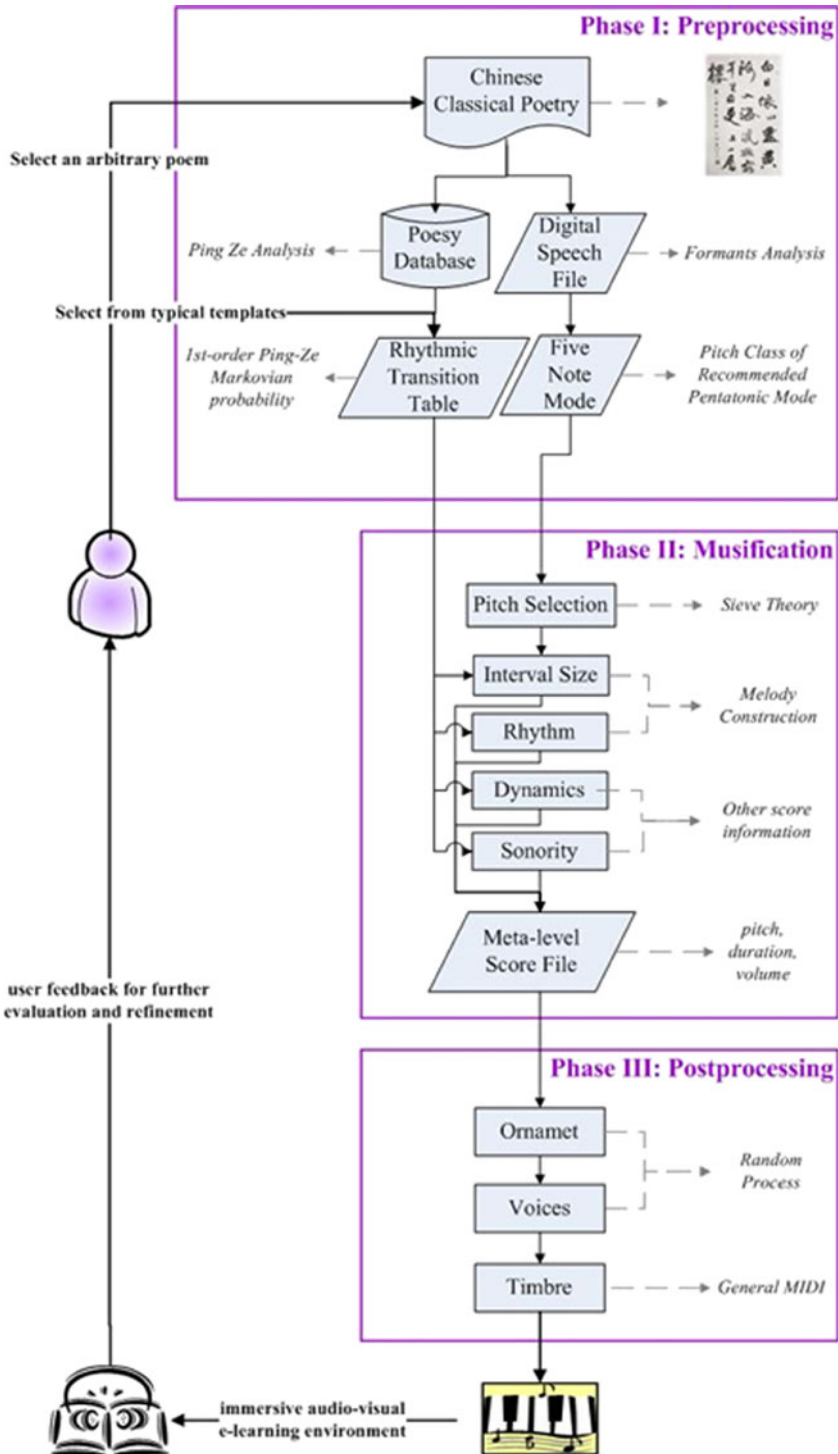 Phase I: Preprocessing
Chinese
Classical Poetry
Select an arbitrary poem
Ping Ze Analysis
Poesy
Database
Digital
Speech
File
Formants Analysis
Select from typical templates
1st-order Ping-Ze
Markovian
probability
Rhythmic
Transition
Table
Five
Note
Mode
Pitch Class of
Recommended
Pentatonic Mode
Phase II: Musification
Pitch Selection
Sieve Theory
Interval Size
Rhythm
Melody
Construction
Dynamics
Sonority
Other score
information
Meta-level
Score File
pitch,
duration,
volume
user feedback for further
evaluation and refinement
Phase III: Postprocessing
Ornamet
Voices
Random
Process
Timbre
General MIDI
immersive audio-visual
e-learning environment